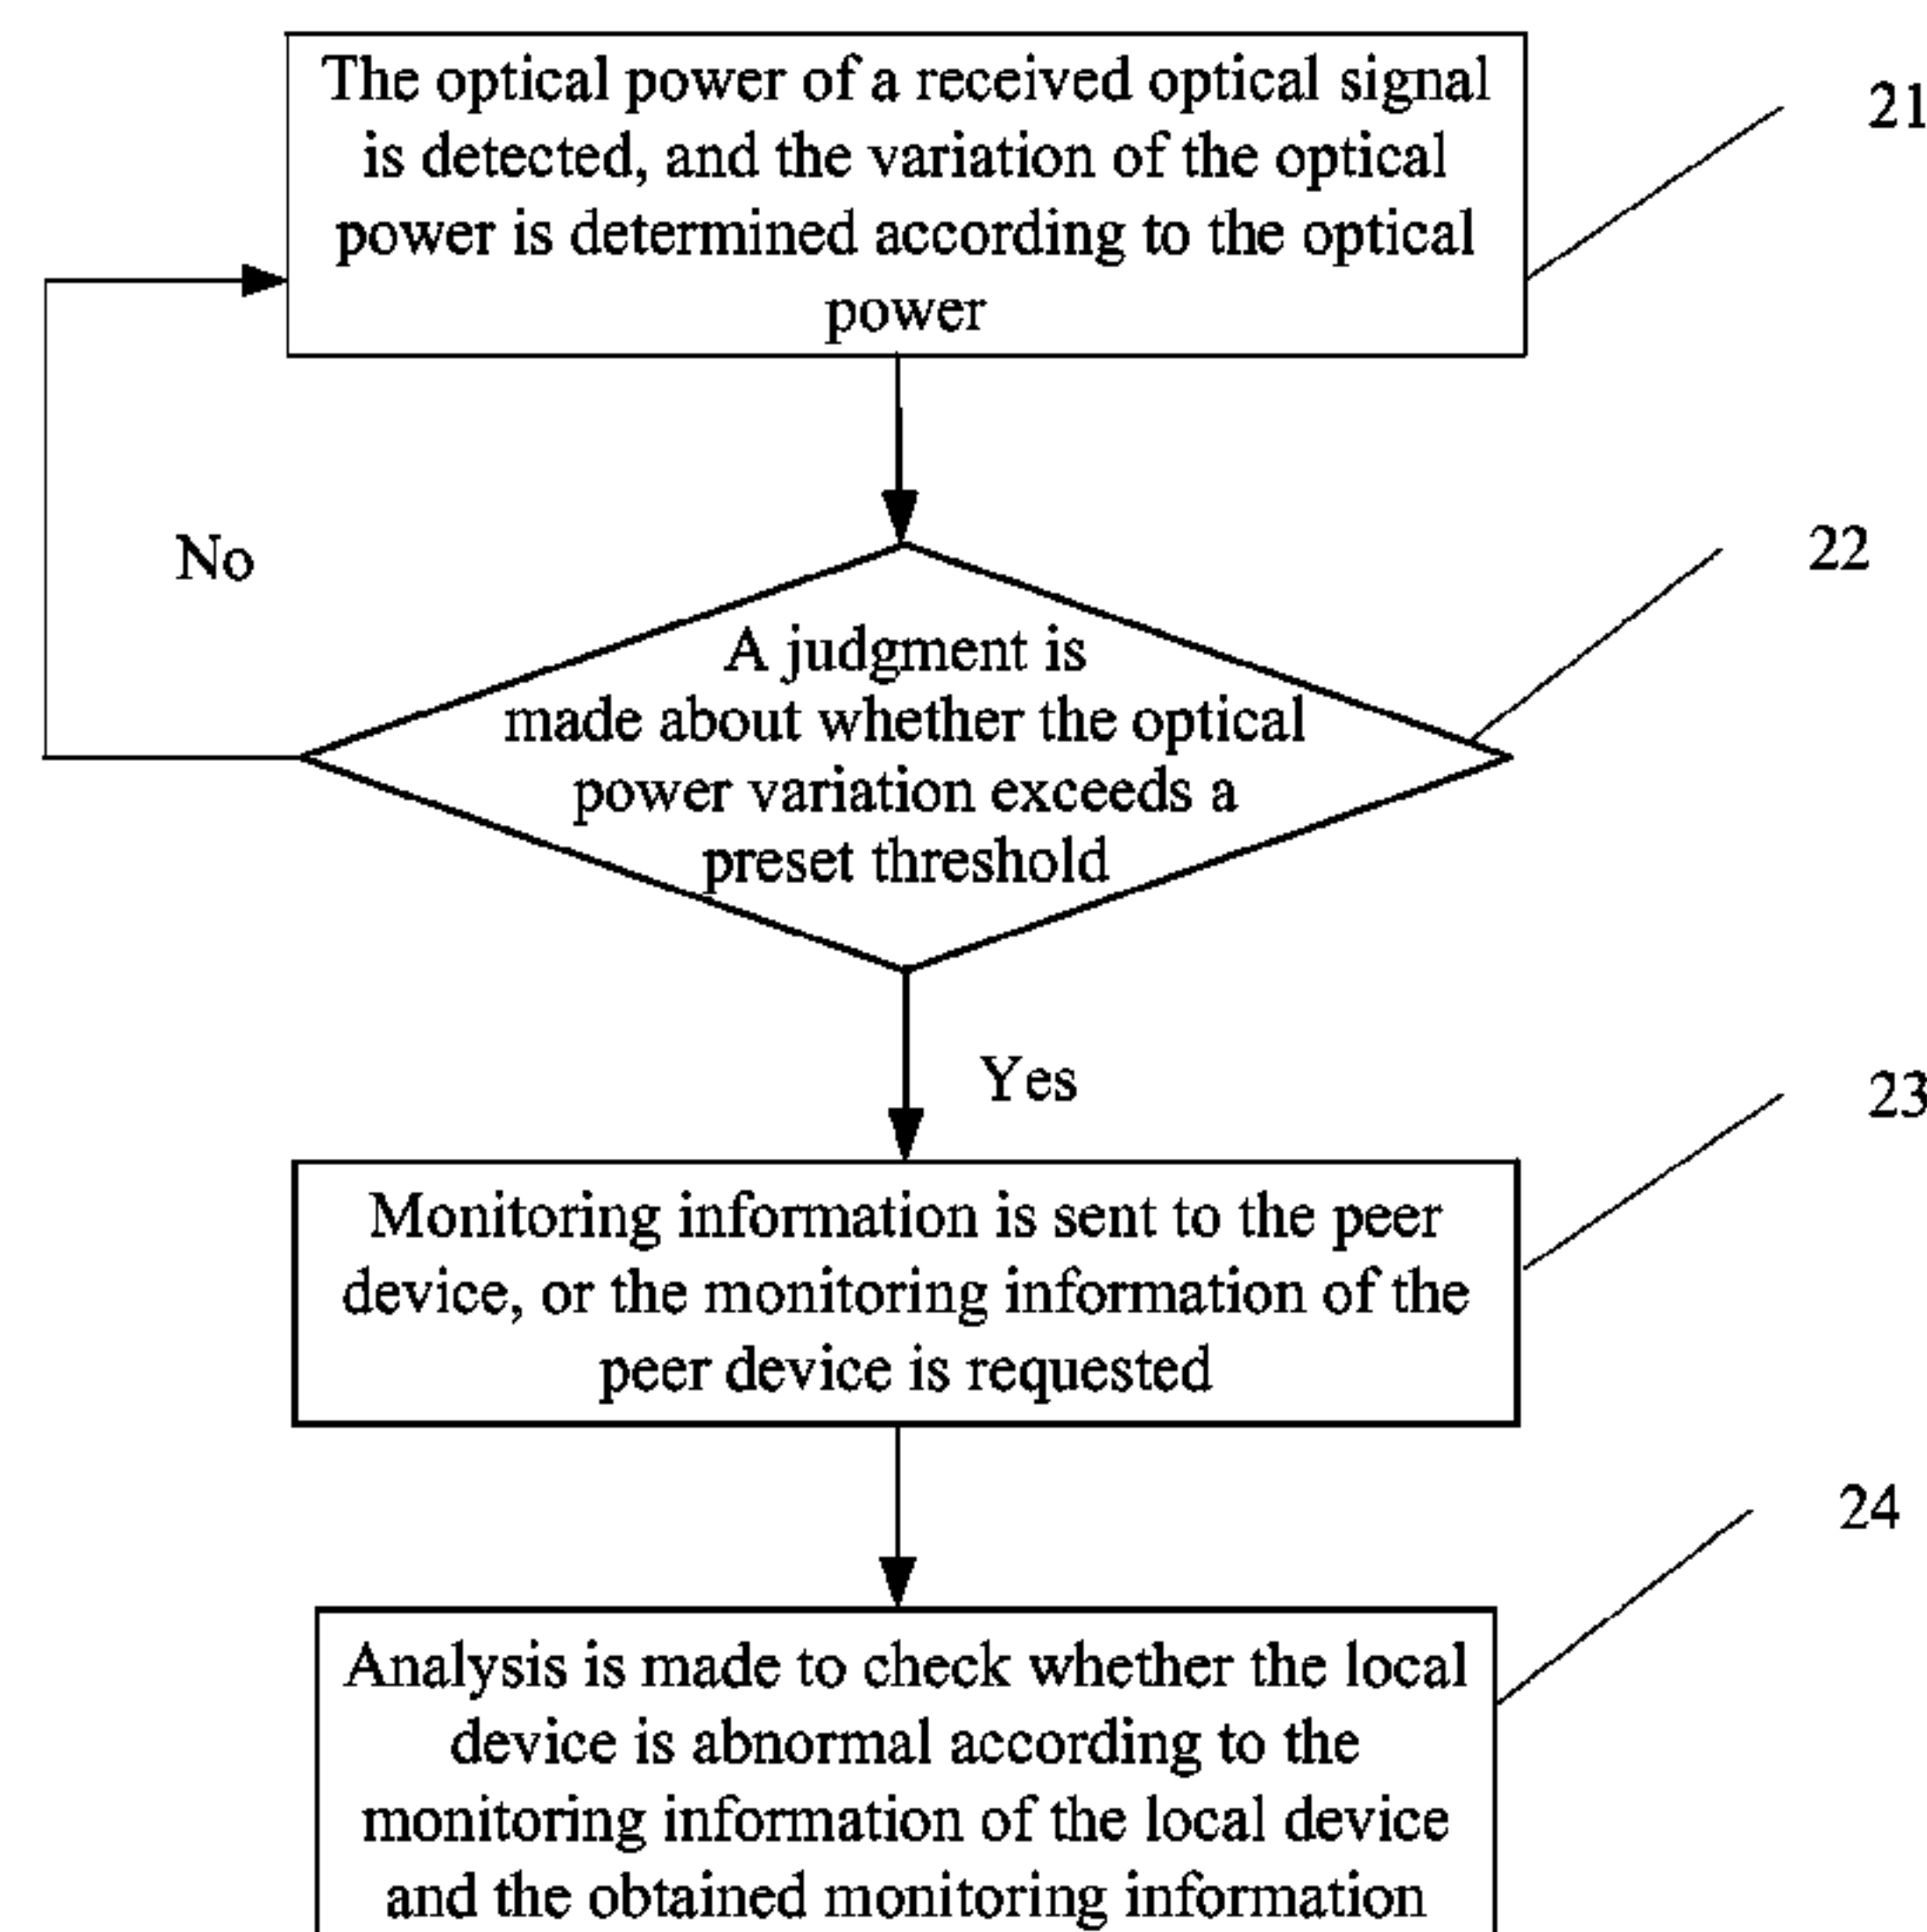 The optical power of a received optical signal
is detected, and the variation of the optical
power is determined according to the optical
power
21
No
22
A judgment is
made about whether the optical
power variation exceeds a
preset threshold
Yes
23
Monitoring information is sent to the peer
device, or the monitoring information of the
peer device is requested
24
Analysis is made to check whether the local
device is abnormal according to the
monitoring information of the local device
and the obtained monitoring information